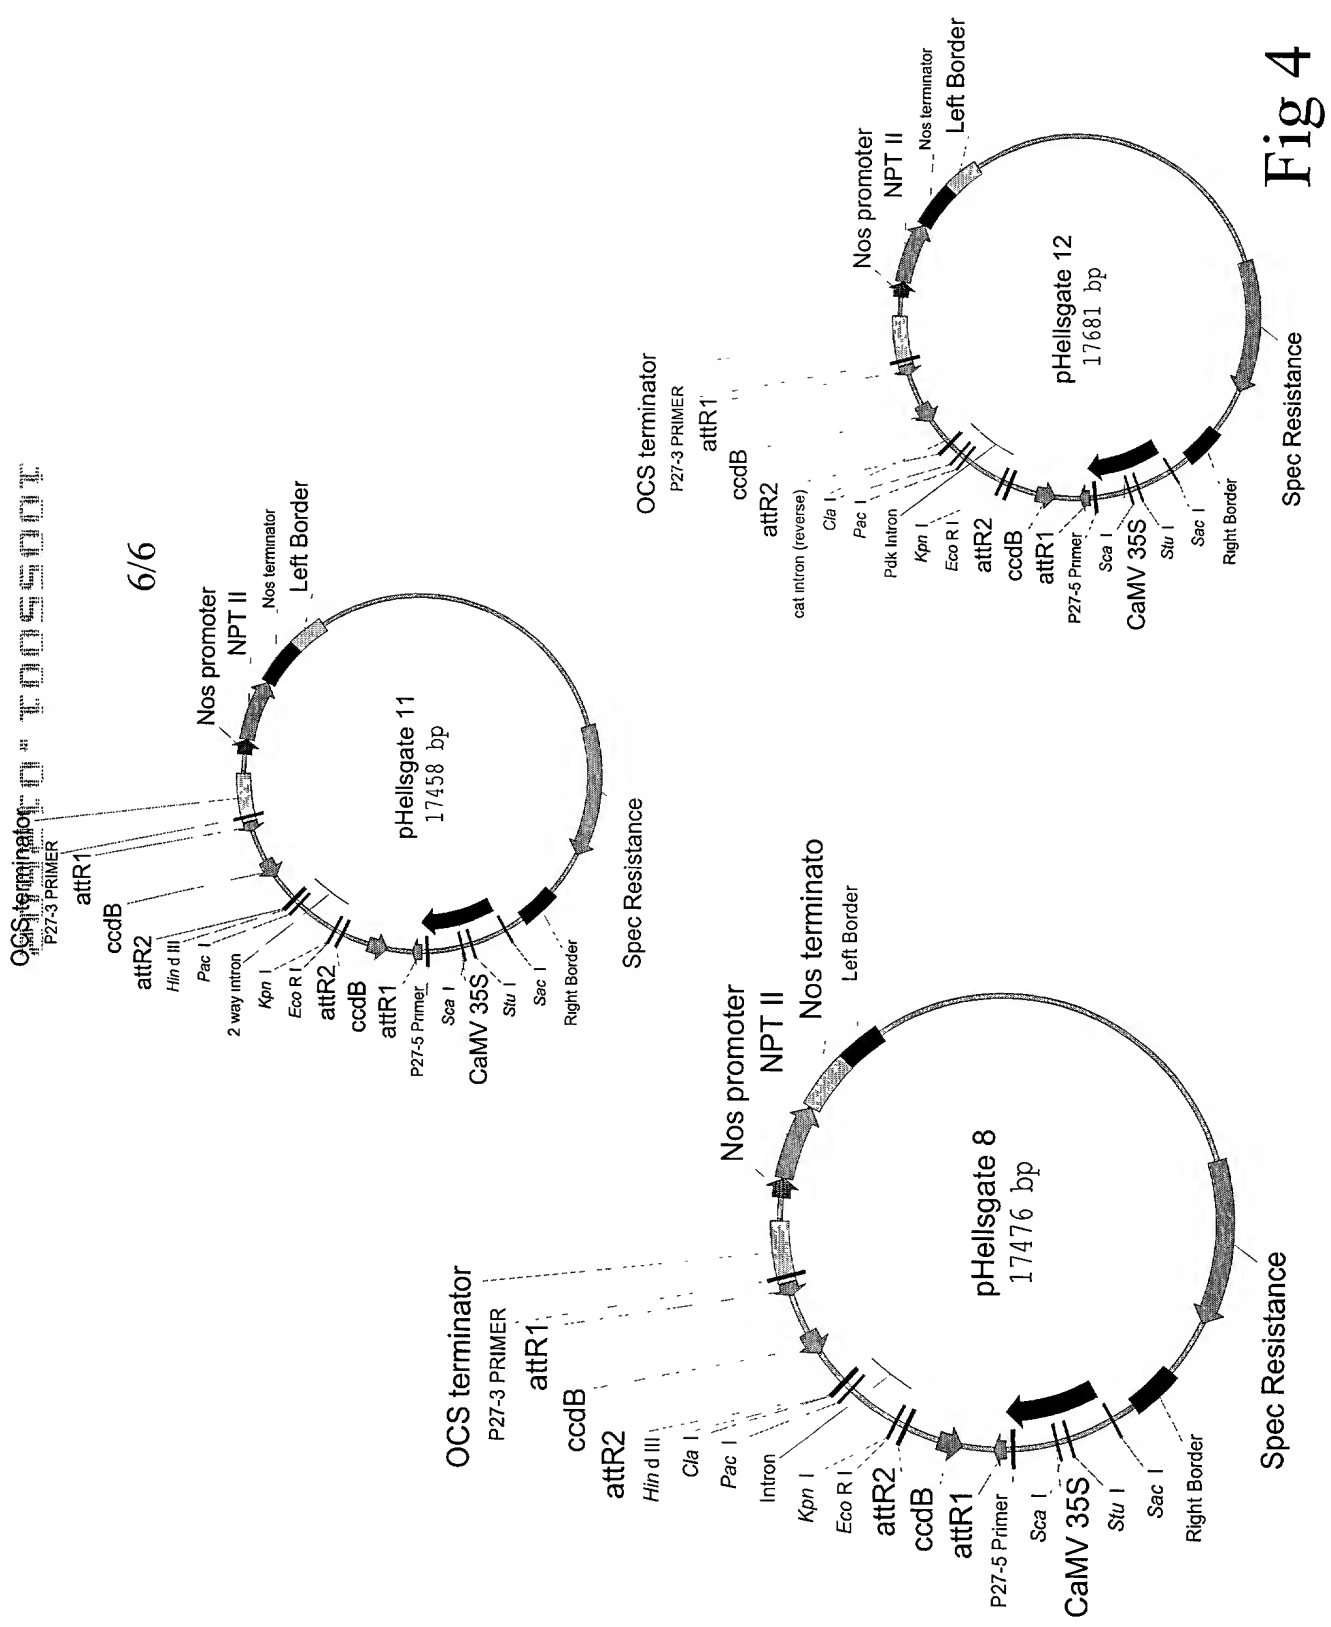 6/6
OCS terminator
P27-3 PRIMER
attR1
ccdB
attR2
Hin d III
Pac I
2 way intron
Kpn I
Eco R I
attR2
ccdB
attR1
P27-5 Primer
Sca I
CaMV 35S
Stu I
Sac I
Right Border
Spec Resistance
Nos promoter
NPT II
Nos terminator
Left Border
pHellsgate 11
17458 bp
OCS terminator
P27-3 PRIMER
attR1
ccdB
attR2
Hin d III
Cla I
Pac I
Intron
Kpn I
Eco R I
attR2
ccdB
attR1
P27-5 Primer
Sca I
CaMV 35S
Stu I
Sac I
Right Border
Spec Resistance
Nos promoter
NPT II
Nos terminato
Left Border
pHellsgate 8
17476 bp
OCS terminator
P27-3 PRIMER
attR1
ccdB
attR2
cat intron (reverse)
Cla I
Pac I
Pdk Intron
Kpn I
Eco R I
attR2
ccdB
attR1
P27-5 Primer
Sca I
CaMV 35S
Stu I
Sac I
Right Border
Spec Resistance
Nos promoter
NPT II
Nos terminator
Left Border
pHellsgate 12
17681 bp
Fig 4